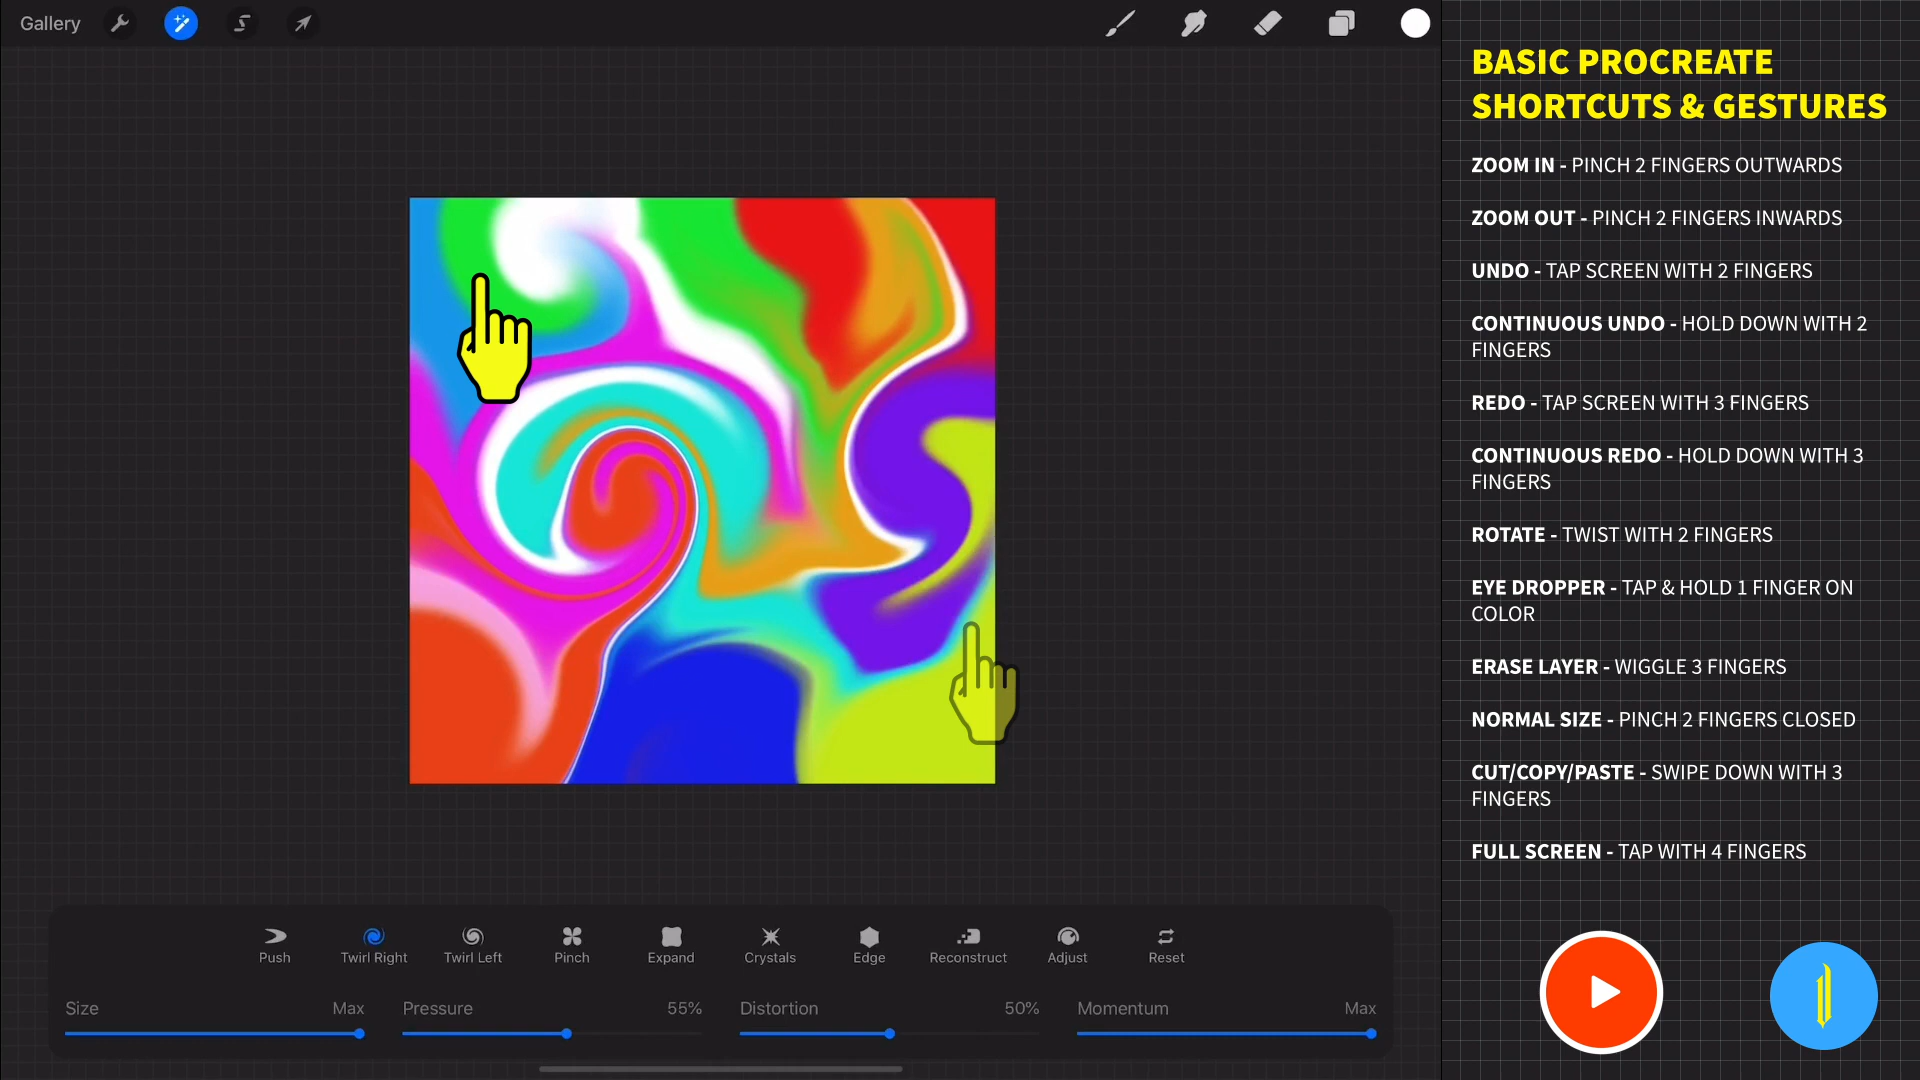 Gallery
BASIC PROCREATE
SHORTCUTS & GESTURES
ZOOM IN - PINCH 2 FINGERS OUTWARDS
ZOOM OUT - PINCH 2 FINGERS INWARDS
UNDO - TAP SCREEN WITH 2 FINGERS
CONTINUOUS UNDO - HOLD DOWN WITH 2
FINGERS
REDO - TAP SCREEN WITH 3 FINGERS
CONTINUOUS REDO - HOLD DOWN WITH 3
FINGERS
ROTATE - TWIST WITH 2 FINGERS
EYE DROPPER - TAP & HOLD 1 FINGER ON
COLOR
ERASE LAYER - WIGGLE 3 FINGERS
NORMAL SIZE - PINCH 2 FINGERS CLOSED
CUT/COPY/PASTE - SWIPE DOWN WITH 3
FINGERS
FULL SCREEN - TAP WITH 4 FINGERS
Push Twirl Right Twirl Left Pinch Expand Crystals Edge Reconstruct Adjust Reset
Size Max Pressure 55% Distortion 50% Momentum Max